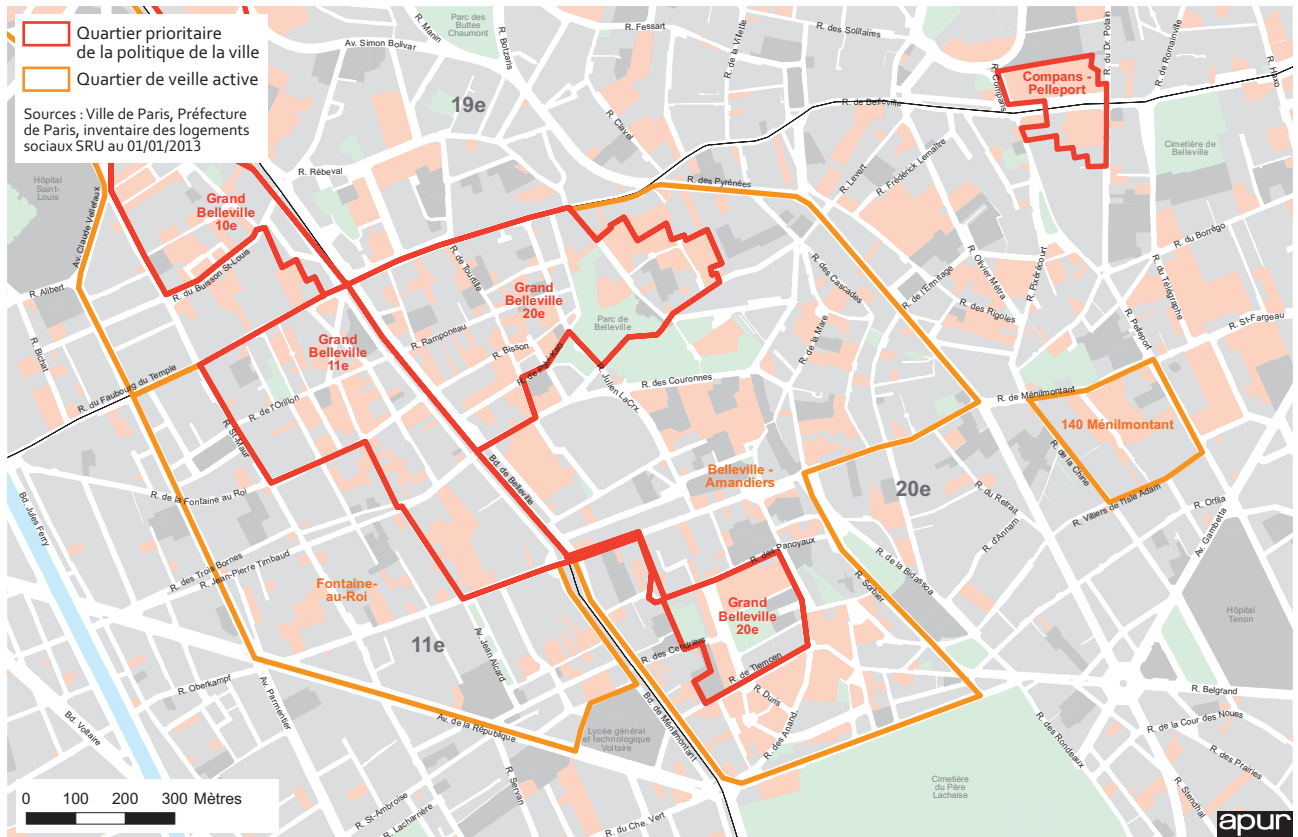 Quartier prioritaire
de la politique de la ville
Quartier de veille active
Sources : Ville de Paris, Préfecture
de Paris, inventaire des logements
sociaux SRU au 01/01/2013
Parc des
Buttes
Chaumont
R. Manin
R. Botzaris
Av. Simon Bolivar
R. Fessart
R. de la Villette
R. des Solitaires
R. Compans
R. du Dr. Potain
R. de Romainville
R. Haxo
Compans -
Pelleport
19e
R. Clavel
R. de Belleville
Cimetière de
Belleville
Hôpital
Saint-
Louis
Av. Claude Vellefaux
R. Rébeval
Grand
Belleville
10e
R. des Pyrénées
R. Levert
R. Frédérick Lemaître
R. du Buisson St-Louis
R. Alibert
R. Bichat
R. de Tourtille
Grand
Belleville
20e
Parc de
Belleville
R. des Cascades
R. de l'Ermitage
R. Olivier Métra
R. des Rigoles
R. Pixérécourt
R. du Borrégo
R. du Télégraphe
R. Pelleport
R. St-Fargeau
Grand
Belleville
11e
R. Ramponeau
R. Bisson
R. de Pali-Kao
R. Julien LaCrx.
R. des Couronnes
R. de la Mare
R. du Faubourg du Temple
R. de l'Orillon
R. St-Maur
R. de Ménilmontant
140 Ménilmontant
R. de la Chine
R. Villiers de l'Isle Adam
R. Orfila
Av. Gambetta
Bd. de Belleville
Belleville -
Amandiers
20e
R. du Retrait
R. d'Annam
R. de la Fontaine au Roi
Bd. Jules Ferry
R. des Trois Bornes
R. Jean-Pierre Timbaud
R. des Panoyaux
R. de la Bidassoa
R. Sorbier
Fontaine-
au-Roi
Grand
Belleville
20e
Hôpital
Tenon
11e
Av. Jean Aicard
R. des Cendriers
R. de Tlemcen
R. Duris
R. des Amand.
R. Oberkampf
Av. Parmentier
Bd. Voltaire
Av. de la République
Lycée général
et technologique
Voltaire
Bd. de Ménilmontant
R. Belgrand
R. de la Cour des Noues
R. des Rondeaux
R. des Prairies
R. Stendhal
Cimetière
du Père
Lachaise
R. Servan
R. St-Ambroise
R. Lacharrière
R. du Che. Vert
0 100 200 300 Mètres
apur